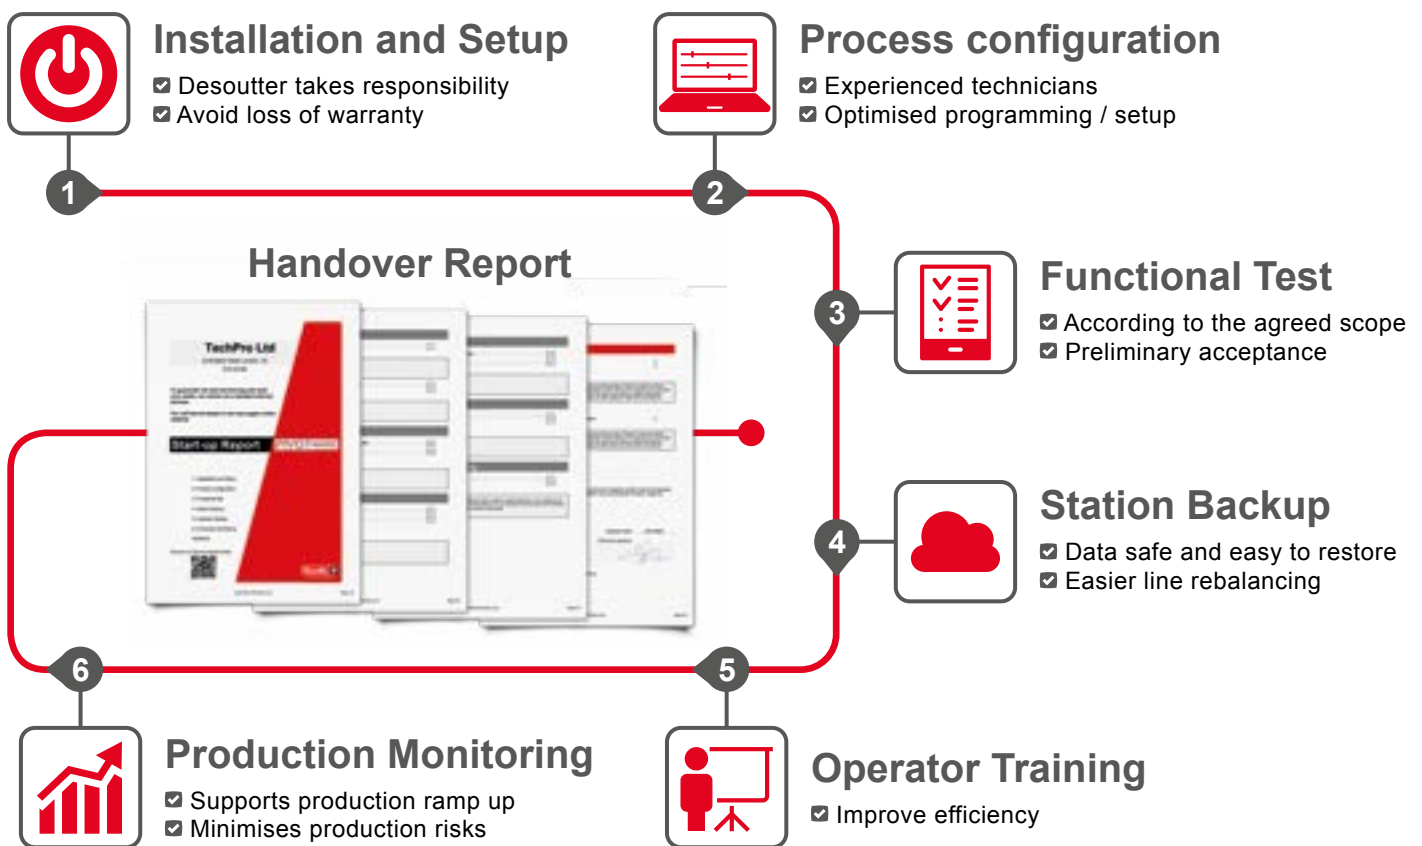 Installation and Setup
Desoutter takes responsibility
Avoid loss of warranty
Process configuration
Experienced technicians
Optimised programming / setup
1
2
Handover Report
3
Functional Test
According to the agreed scope
Preliminary acceptance
TechPro Ltd
Start-up Report
4
Station Backup
Data safe and easy to restore
Easier line rebalancing
6
5
Production Monitoring
Supports production ramp up
Minimises production risks
Operator Training
Improve efficiency